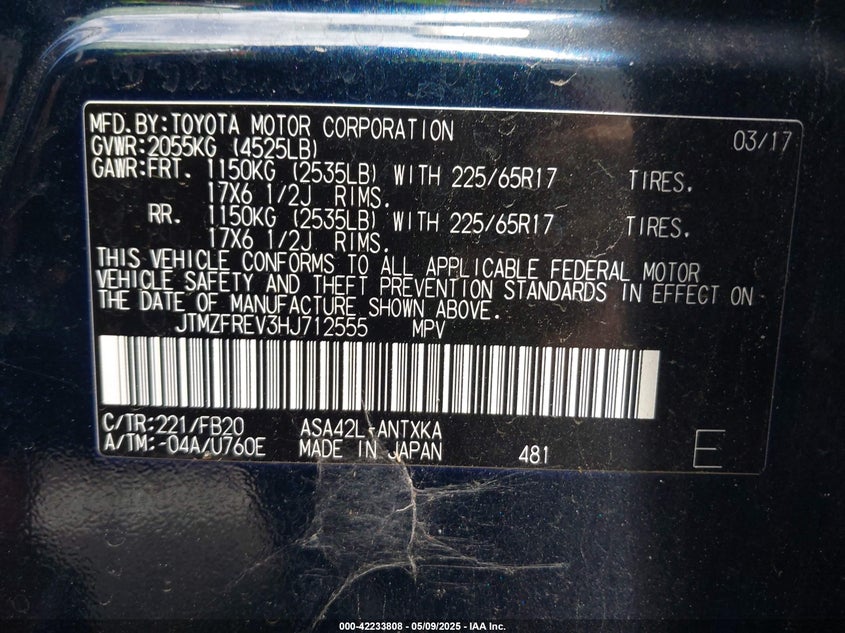 MFD.BY:TOYOTA MOTOR CORPORATION 03/17
GVWR:2055KG (4525LB)
GAWR:FRT. 1150KG (2535LB) WITH 225/65R17 TIRES.
17X6 1/2J RIMS.
RR. 1150KG (2535LB) WITH 225/65R17 TIRES.
17X6 1/2J RIMS.
THIS VEHICLE CONFORMS TO ALL APPLICABLE FEDERAL MOTOR
VEHICLE SAFETY AND THEFT PREVENTION STANDARDS IN EFFECT ON
THE DATE OF MANUFACTURE SHOWN ABOVE.
JTMZFREV3HJ712555 MPV
C/TR:221/FB20 ASA42L-ANTXKA
A/TM:-04A/U760E MADE IN JAPAN 481 E
000-42233808 - 05/09/2025 - IAA Inc.